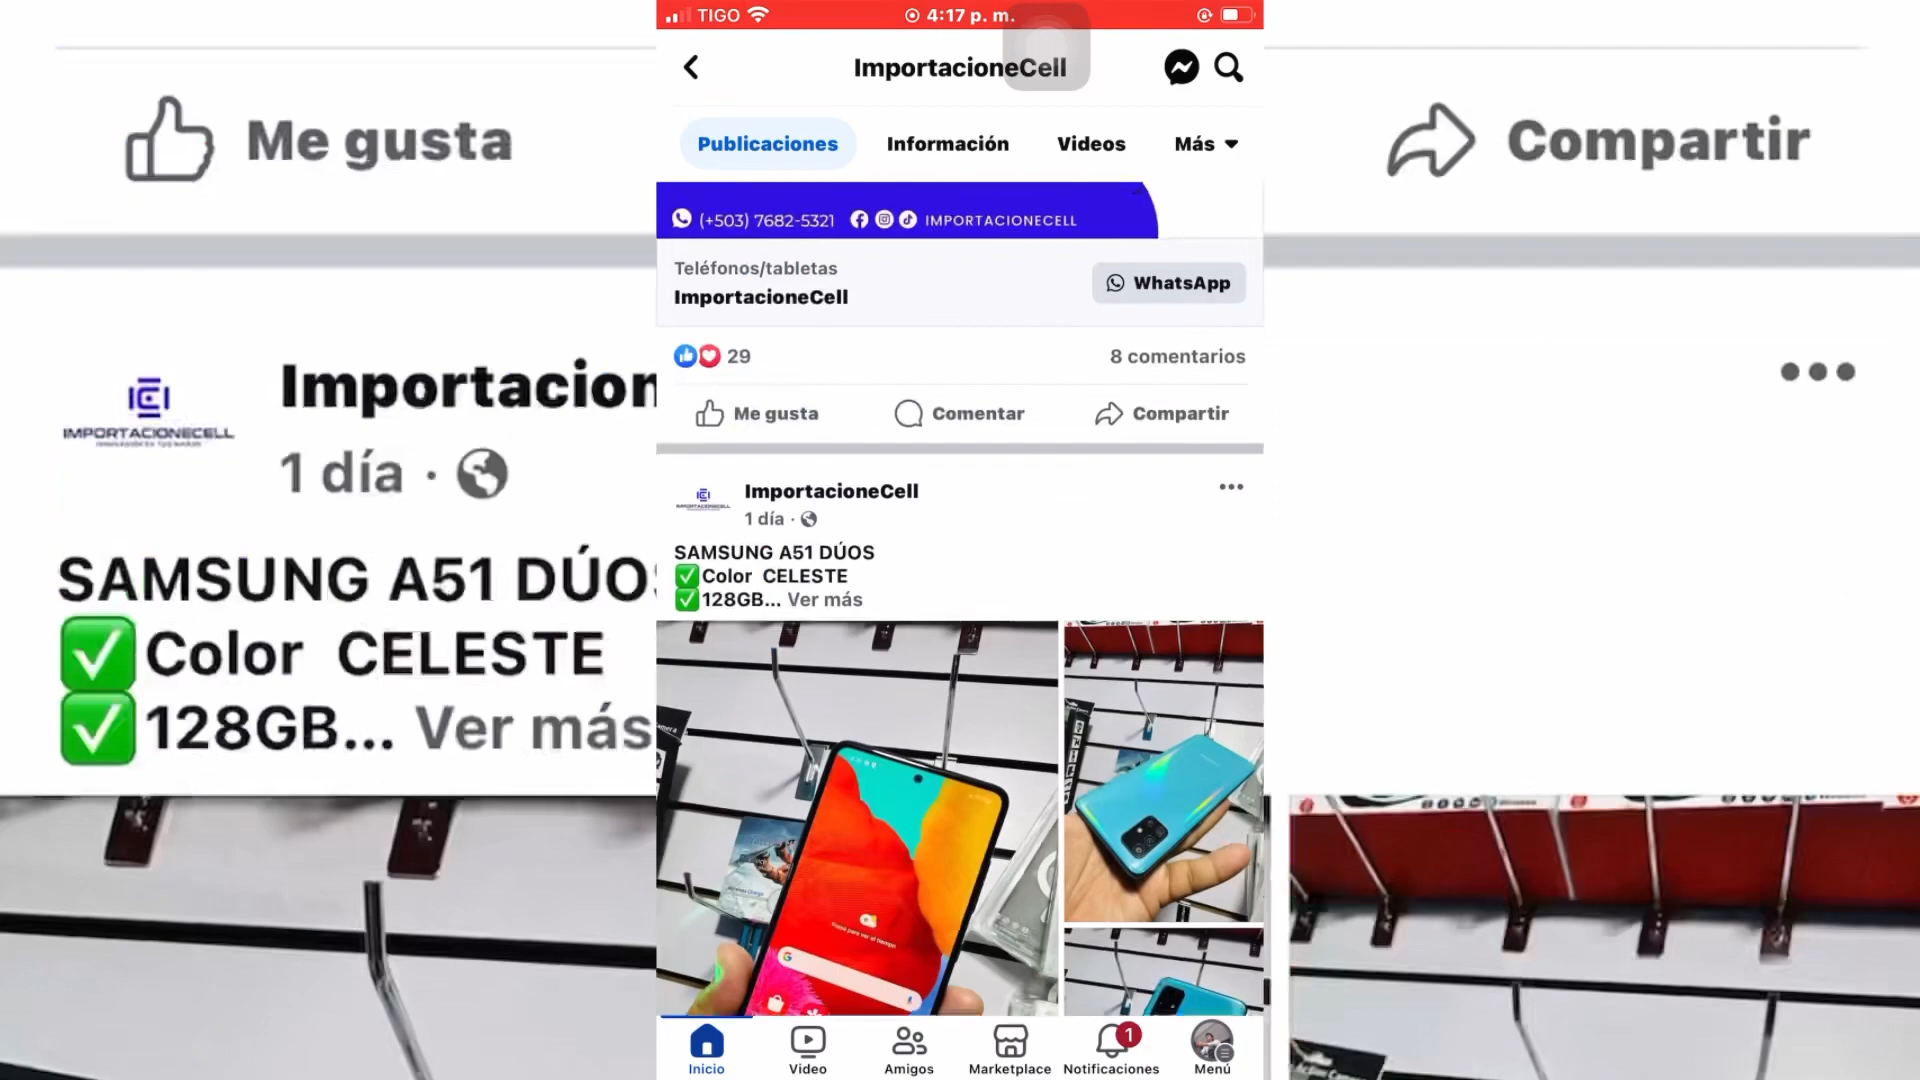 TIGO
4:17 p. m.
ImportacioneCell
Publicaciones
Información
Videos
Más
(+503) 7682-5321
IMPORTACIONECELL
Teléfonos/tabletas
ImportacioneCell
WhatsApp
29
8 comentarios
Me gusta
Comentar
Compartir
IMPORTACIONECELL
ImportacioneCell
1 día ·
SAMSUNG A51 DÚOS
✅Color CELESTE
✅128GB... Ver más
Inicio
Video
Amigos
Marketplace
1
Notificaciones
Menú
Me gusta
Compartir
IMPORTACIONECELL
Importacion
1 día ·
SAMSUNG A51 DÚOS
✅Color CELESTE
✅128GB... Ver más